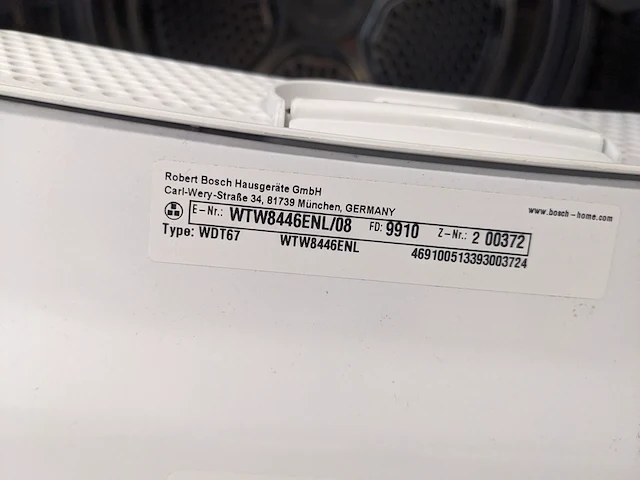 Robert Bosch Hausgeräte GmbH
Carl-Wery-Straße 34, 81739 München, GERMANY
www.bosch-home.com
E-Nr.: WTW8446ENL/08 FD: 9910 Z-Nr.: 2 00372
Type: WDT67 WTW8446ENL 469100513393003724